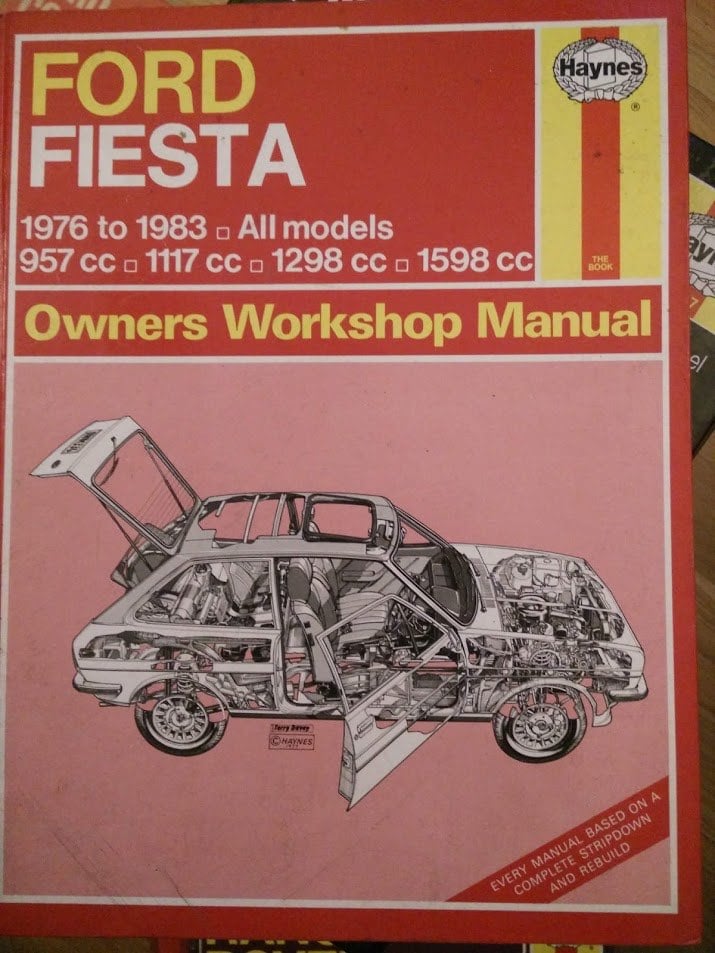 FORD
FIESTA
1976 to 1983 ▫ All models
957 cc ▫ 1117 cc ▫ 1298 cc ▫ 1598 cc
Haynes
®
THE
BOOK
Owners Workshop Manual
Terry Davey
© HAYNES
EVERY MANUAL BASED ON A
COMPLETE STRIPDOWN
AND REBUILD